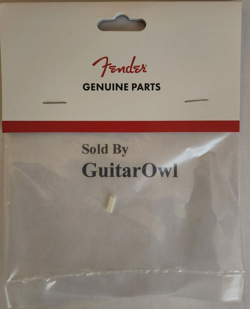 Fender
GENUINE PARTS
Sold By
GuitarOwl